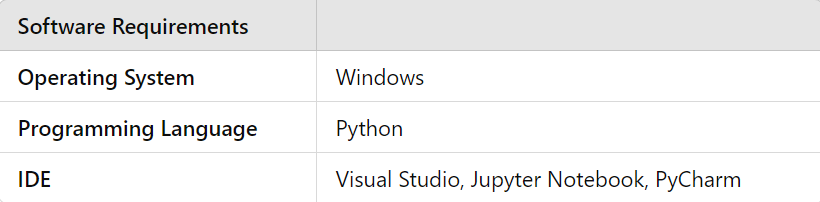 Software Requirements
Operating System Windows
Programming Language Python
IDE Visual Studio, Jupyter Notebook, PyCharm